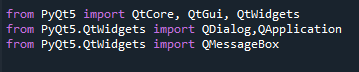 from PyQt5 import QtCore, QtGui, QtWidgets
from PyQt5.QtWidgets import QDialog,QApplication
from PyQt5.QtWidgets import QMessageBox